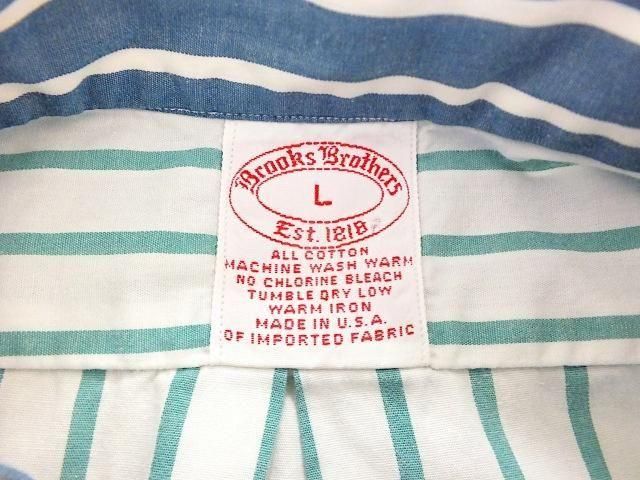 Brooks Brothers
L
Est. 1818
ALL COTTON
MACHINE WASH WARM
NO CHLORINE BLEACH
TUMBLE DRY LOW
WARM IRON
MADE IN U.S.A.
OF IMPORTED FABRIC